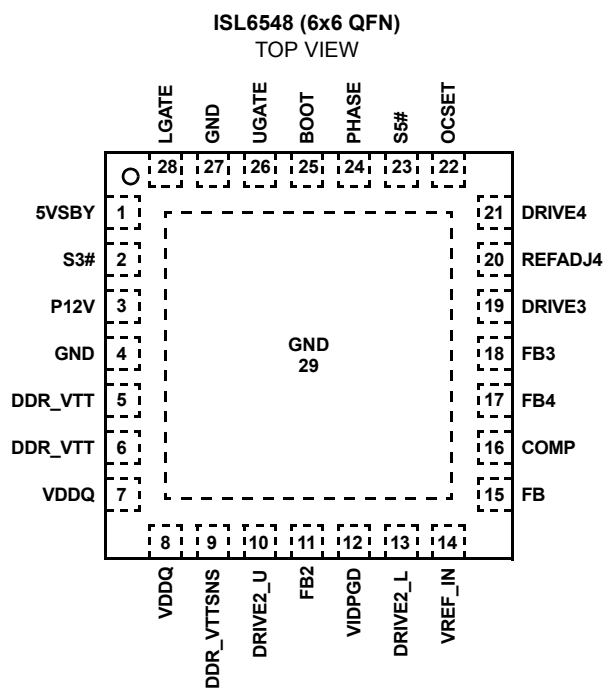 ISL6548 (6x6 QFN)
TOP VIEW
LGATE
GND
UGATE
BOOT
PHASE
S5#
OCSET
28 27 26 25 24 23 22
5VSBY 1
S3# 2
P12V 3
GND 4
DDR_VTT 5
DDR_VTT 6
VDDQ 7
GND
29
21 DRIVE4
20 REFADJ4
19 DRIVE3
18 FB3
17 FB4
16 COMP
15 FB
8 9 10 11 12 13 14
VDDQ
DDR_VTTSNS
DRIVE2_U
FB2
VIDPGD
DRIVE2_L
VREF_IN